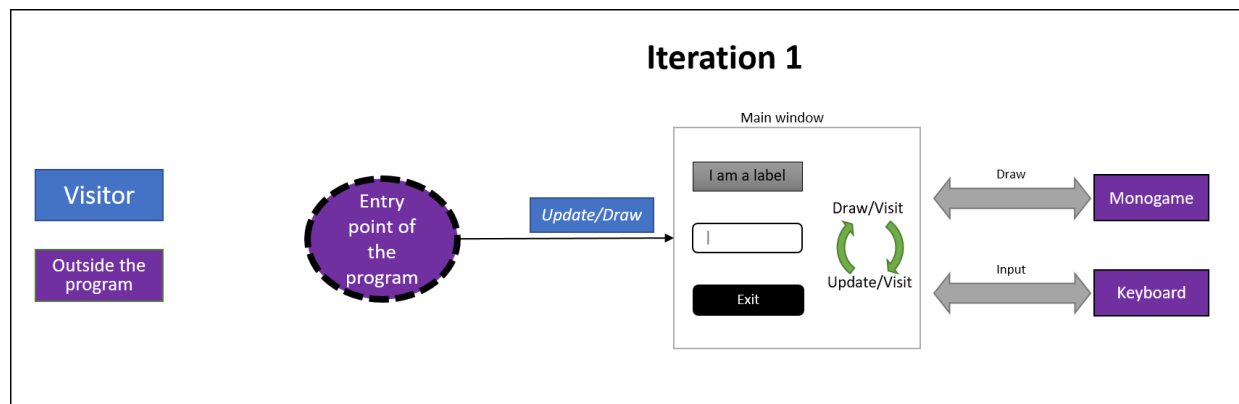 Iteration 1
Visitor
Outside the
program
Entry
point of
the
program
Update/Draw
Main window
I am a label
Exit
Draw/Visit
Update/Visit
Draw
Monogame
Input
Keyboard